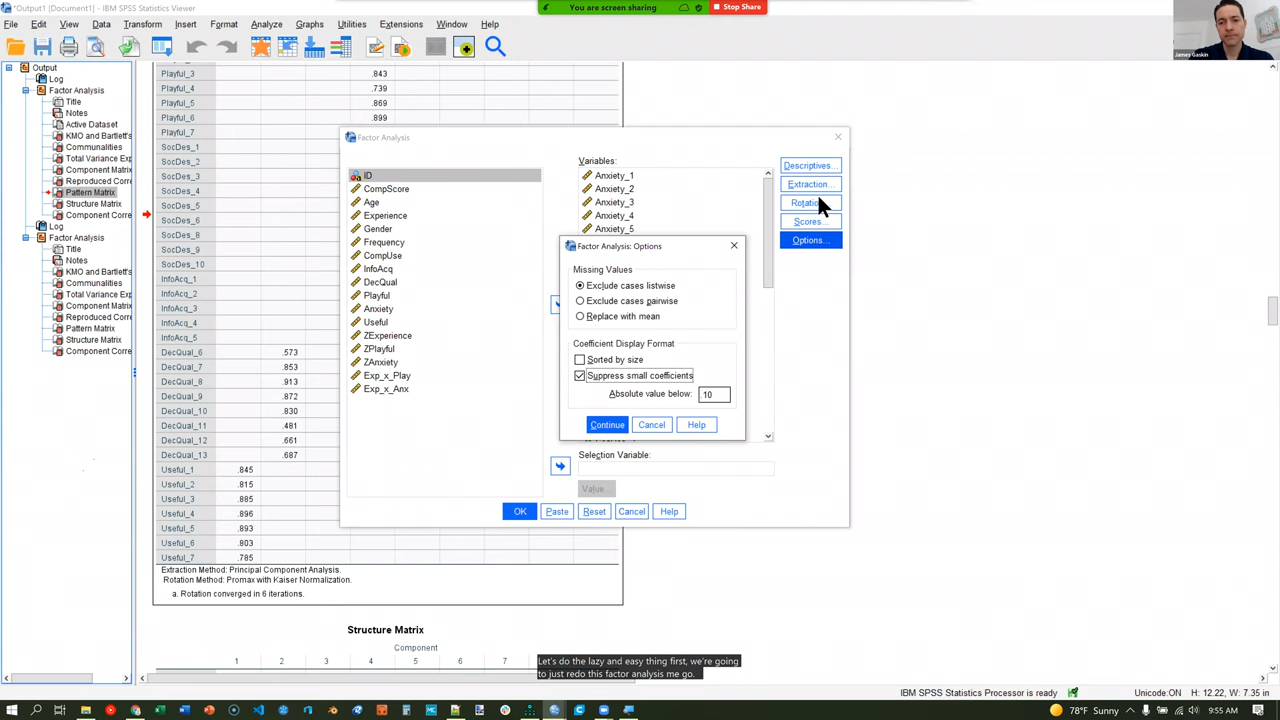 *Output1 [Document1] - IBM SPSS Statistics Viewer
You are screen sharing
Stop Share
File Edit View Data Transform Insert Format Analyze Graphs Utilities Extensions Window Help
James Gaskin
Output
Log
Factor Analysis
Title
Notes
Active Dataset
KMO and Bartlett's
Communalities
Total Variance Exp
Component Matrix
Reproduced Corre
Pattern Matrix
Structure Matrix
Component Corre
Log
Factor Analysis
Title
Notes
KMO and Bartlett's
Communalities
Total Variance Exp
Component Matrix
Reproduced Corre
Pattern Matrix
Structure Matrix
Component Corre
Playful_3 .843
Playful_4 .739
Playful_5 .869
Playful_6 .899
Playful_7
SocDes_1
SocDes_2
SocDes_3
SocDes_4
SocDes_5
SocDes_6
SocDes_7
SocDes_8
SocDes_9
SocDes_10
InfoAcq_1
InfoAcq_2
InfoAcq_3
InfoAcq_4
InfoAcq_5
DecQual_6 .573
DecQual_7 .853
DecQual_8 .913
DecQual_9 .872
DecQual_10 .830
DecQual_11 .481
DecQual_12 .661
DecQual_13 .687
Useful_1 .845
Useful_2 .815
Useful_3 .885
Useful_4 .896
Useful_5 .893
Useful_6 .803
Useful_7 .785
Extraction Method: Principal Component Analysis.
Rotation Method: Promax with Kaiser Normalization.
a. Rotation converged in 6 iterations.
Structure Matrix
Component
1 2 3 4 5 6 7
Factor Analysis
ID
CompScore
Age
Experience
Gender
Frequency
CompUse
InfoAcq
DecQual
Playful
Anxiety
Useful
ZExperience
ZPlayful
ZAnxiety
Exp_x_Play
Exp_x_Anx
Variables:
Anxiety_1
Anxiety_2
Anxiety_3
Anxiety_4
Anxiety_5
Descriptives...
Extraction...
Scores...
Options...
Selection Variable:
Value...
OK Paste Reset Cancel Help
Factor Analysis: Options
Missing Values
Exclude cases listwise
Exclude cases pairwise
Replace with mean
Coefficient Display Format
Sorted by size
Suppress small coefficients
Absolute value below: .10
Continue Cancel Help
Let's do the lazy and easy thing first, we're going
to just redo this factor analysis me go.
IBM SPSS Statistics Processor is ready Unicode:ON H: 12.22, W: 7.35 in
78°F Sunny 9:55 AM